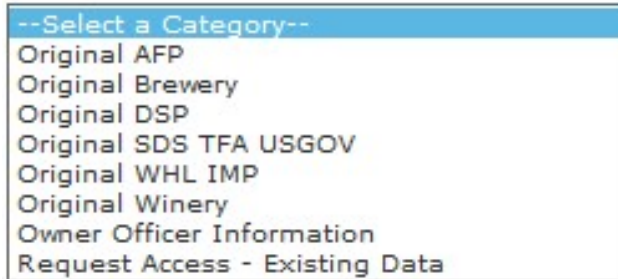 --Select a Category--
Original AFP
Original Brewery
Original DSP
Original SDS TFA USGOV
Original WHL IMP
Original Winery
Owner Officer Information
Request Access - Existing Data